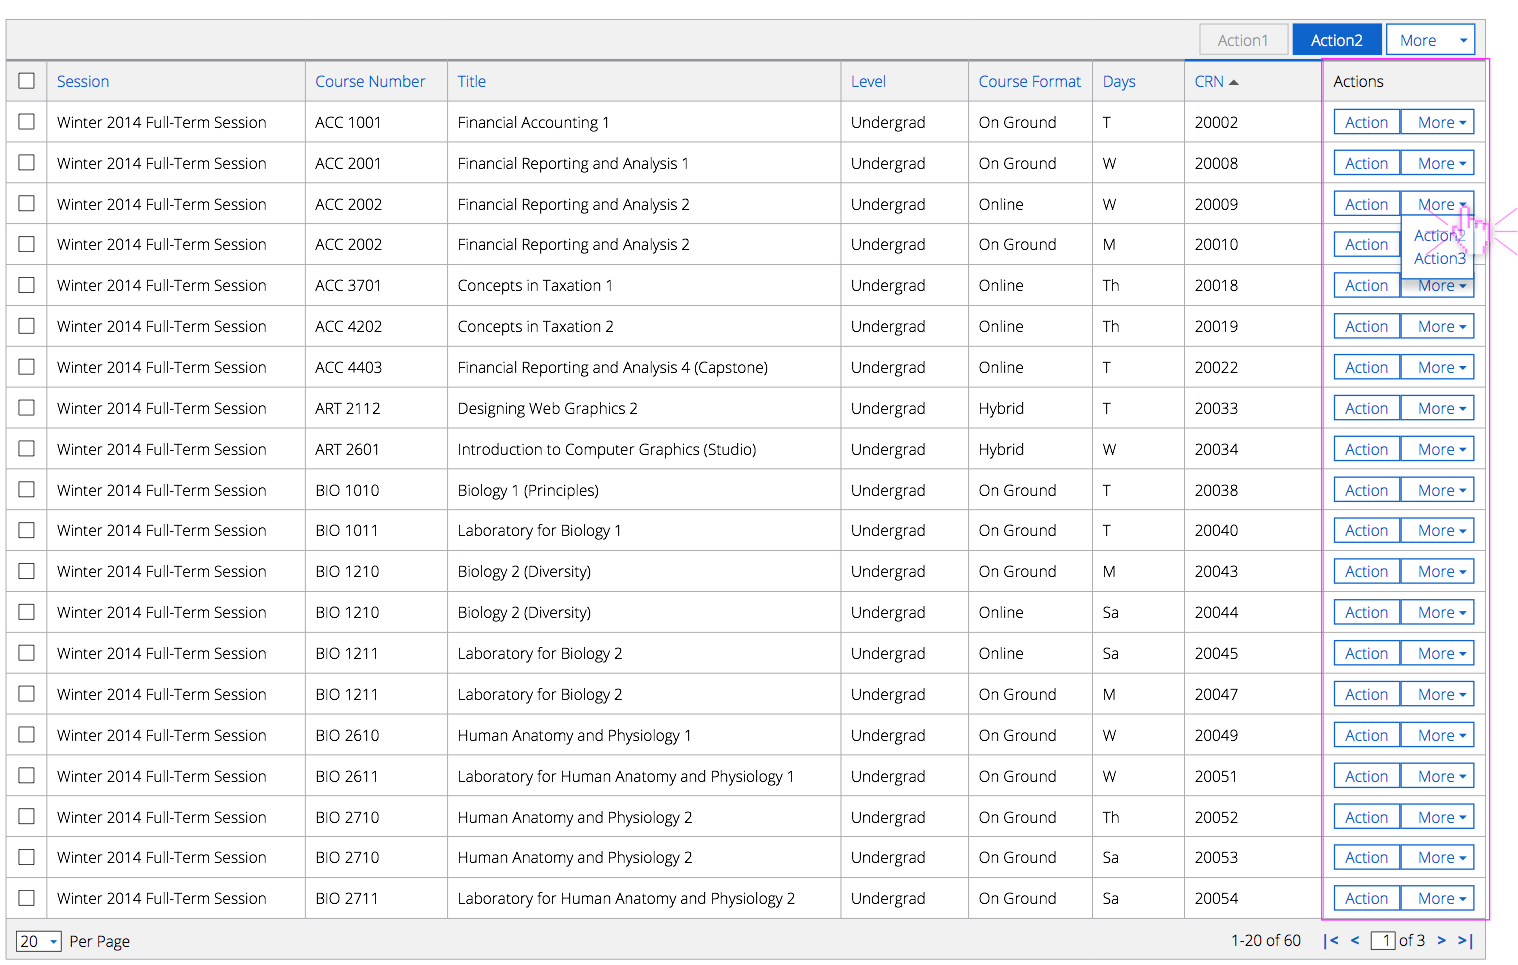 Action1 Action2 More
Session Course Number Title Level Course Format Days CRN Actions
Winter 2014 Full-Term Session ACC 1001 Financial Accounting 1 Undergrad On Ground T 20002 Action More
Winter 2014 Full-Term Session ACC 2001 Financial Reporting and Analysis 1 Undergrad On Ground W 20008 Action More
Winter 2014 Full-Term Session ACC 2002 Financial Reporting and Analysis 2 Undergrad Online W 20009 Action More
Action2
Winter 2014 Full-Term Session ACC 2002 Financial Reporting and Analysis 2 Undergrad On Ground M 20010 Action
Action3
Winter 2014 Full-Term Session ACC 3701 Concepts in Taxation 1 Undergrad Online Th 20018 Action More
Winter 2014 Full-Term Session ACC 4202 Concepts in Taxation 2 Undergrad Online Th 20019 Action More
Winter 2014 Full-Term Session ACC 4403 Financial Reporting and Analysis 4 (Capstone) Undergrad Online T 20022 Action More
Winter 2014 Full-Term Session ART 2112 Designing Web Graphics 2 Undergrad Hybrid T 20033 Action More
Winter 2014 Full-Term Session ART 2601 Introduction to Computer Graphics (Studio) Undergrad Hybrid W 20034 Action More
Winter 2014 Full-Term Session BIO 1010 Biology 1 (Principles) Undergrad On Ground T 20038 Action More
Winter 2014 Full-Term Session BIO 1011 Laboratory for Biology 1 Undergrad On Ground T 20040 Action More
Winter 2014 Full-Term Session BIO 1210 Biology 2 (Diversity) Undergrad On Ground M 20043 Action More
Winter 2014 Full-Term Session BIO 1210 Biology 2 (Diversity) Undergrad Online Sa 20044 Action More
Winter 2014 Full-Term Session BIO 1211 Laboratory for Biology 2 Undergrad Online Sa 20045 Action More
Winter 2014 Full-Term Session BIO 1211 Laboratory for Biology 2 Undergrad On Ground M 20047 Action More
Winter 2014 Full-Term Session BIO 2610 Human Anatomy and Physiology 1 Undergrad On Ground W 20049 Action More
Winter 2014 Full-Term Session BIO 2611 Laboratory for Human Anatomy and Physiology 1 Undergrad On Ground W 20051 Action More
Winter 2014 Full-Term Session BIO 2710 Human Anatomy and Physiology 2 Undergrad On Ground Th 20052 Action More
Winter 2014 Full-Term Session BIO 2710 Human Anatomy and Physiology 2 Undergrad On Ground Sa 20053 Action More
Winter 2014 Full-Term Session BIO 2711 Laboratory for Human Anatomy and Physiology 2 Undergrad On Ground Sa 20054 Action More
20 Per Page 1-20 of 60 |< < 1 of 3 > >|